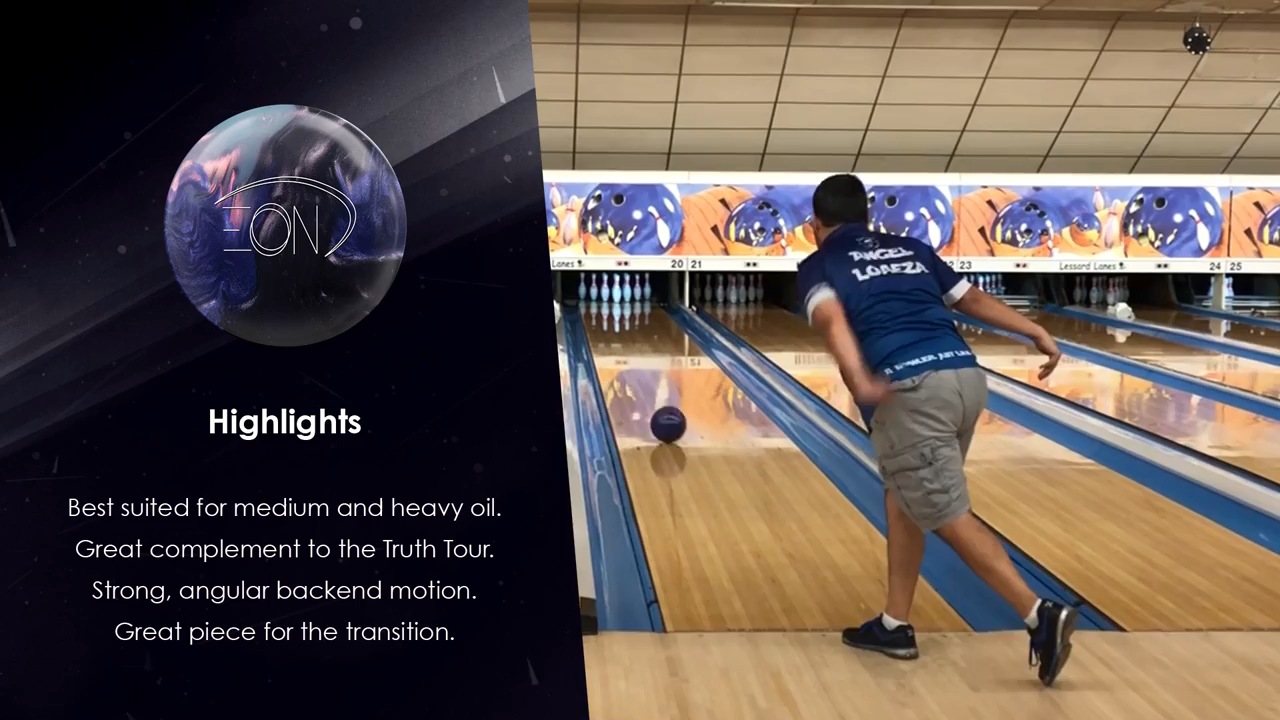 EON
Highlights
Best suited for medium and heavy oil.
Great complement to the Truth Tour.
Strong, angular backend motion.
Great piece for the transition.
Lanes
20
21
23
Lessard Lanes
24
25
ANGEL
LOAEZA